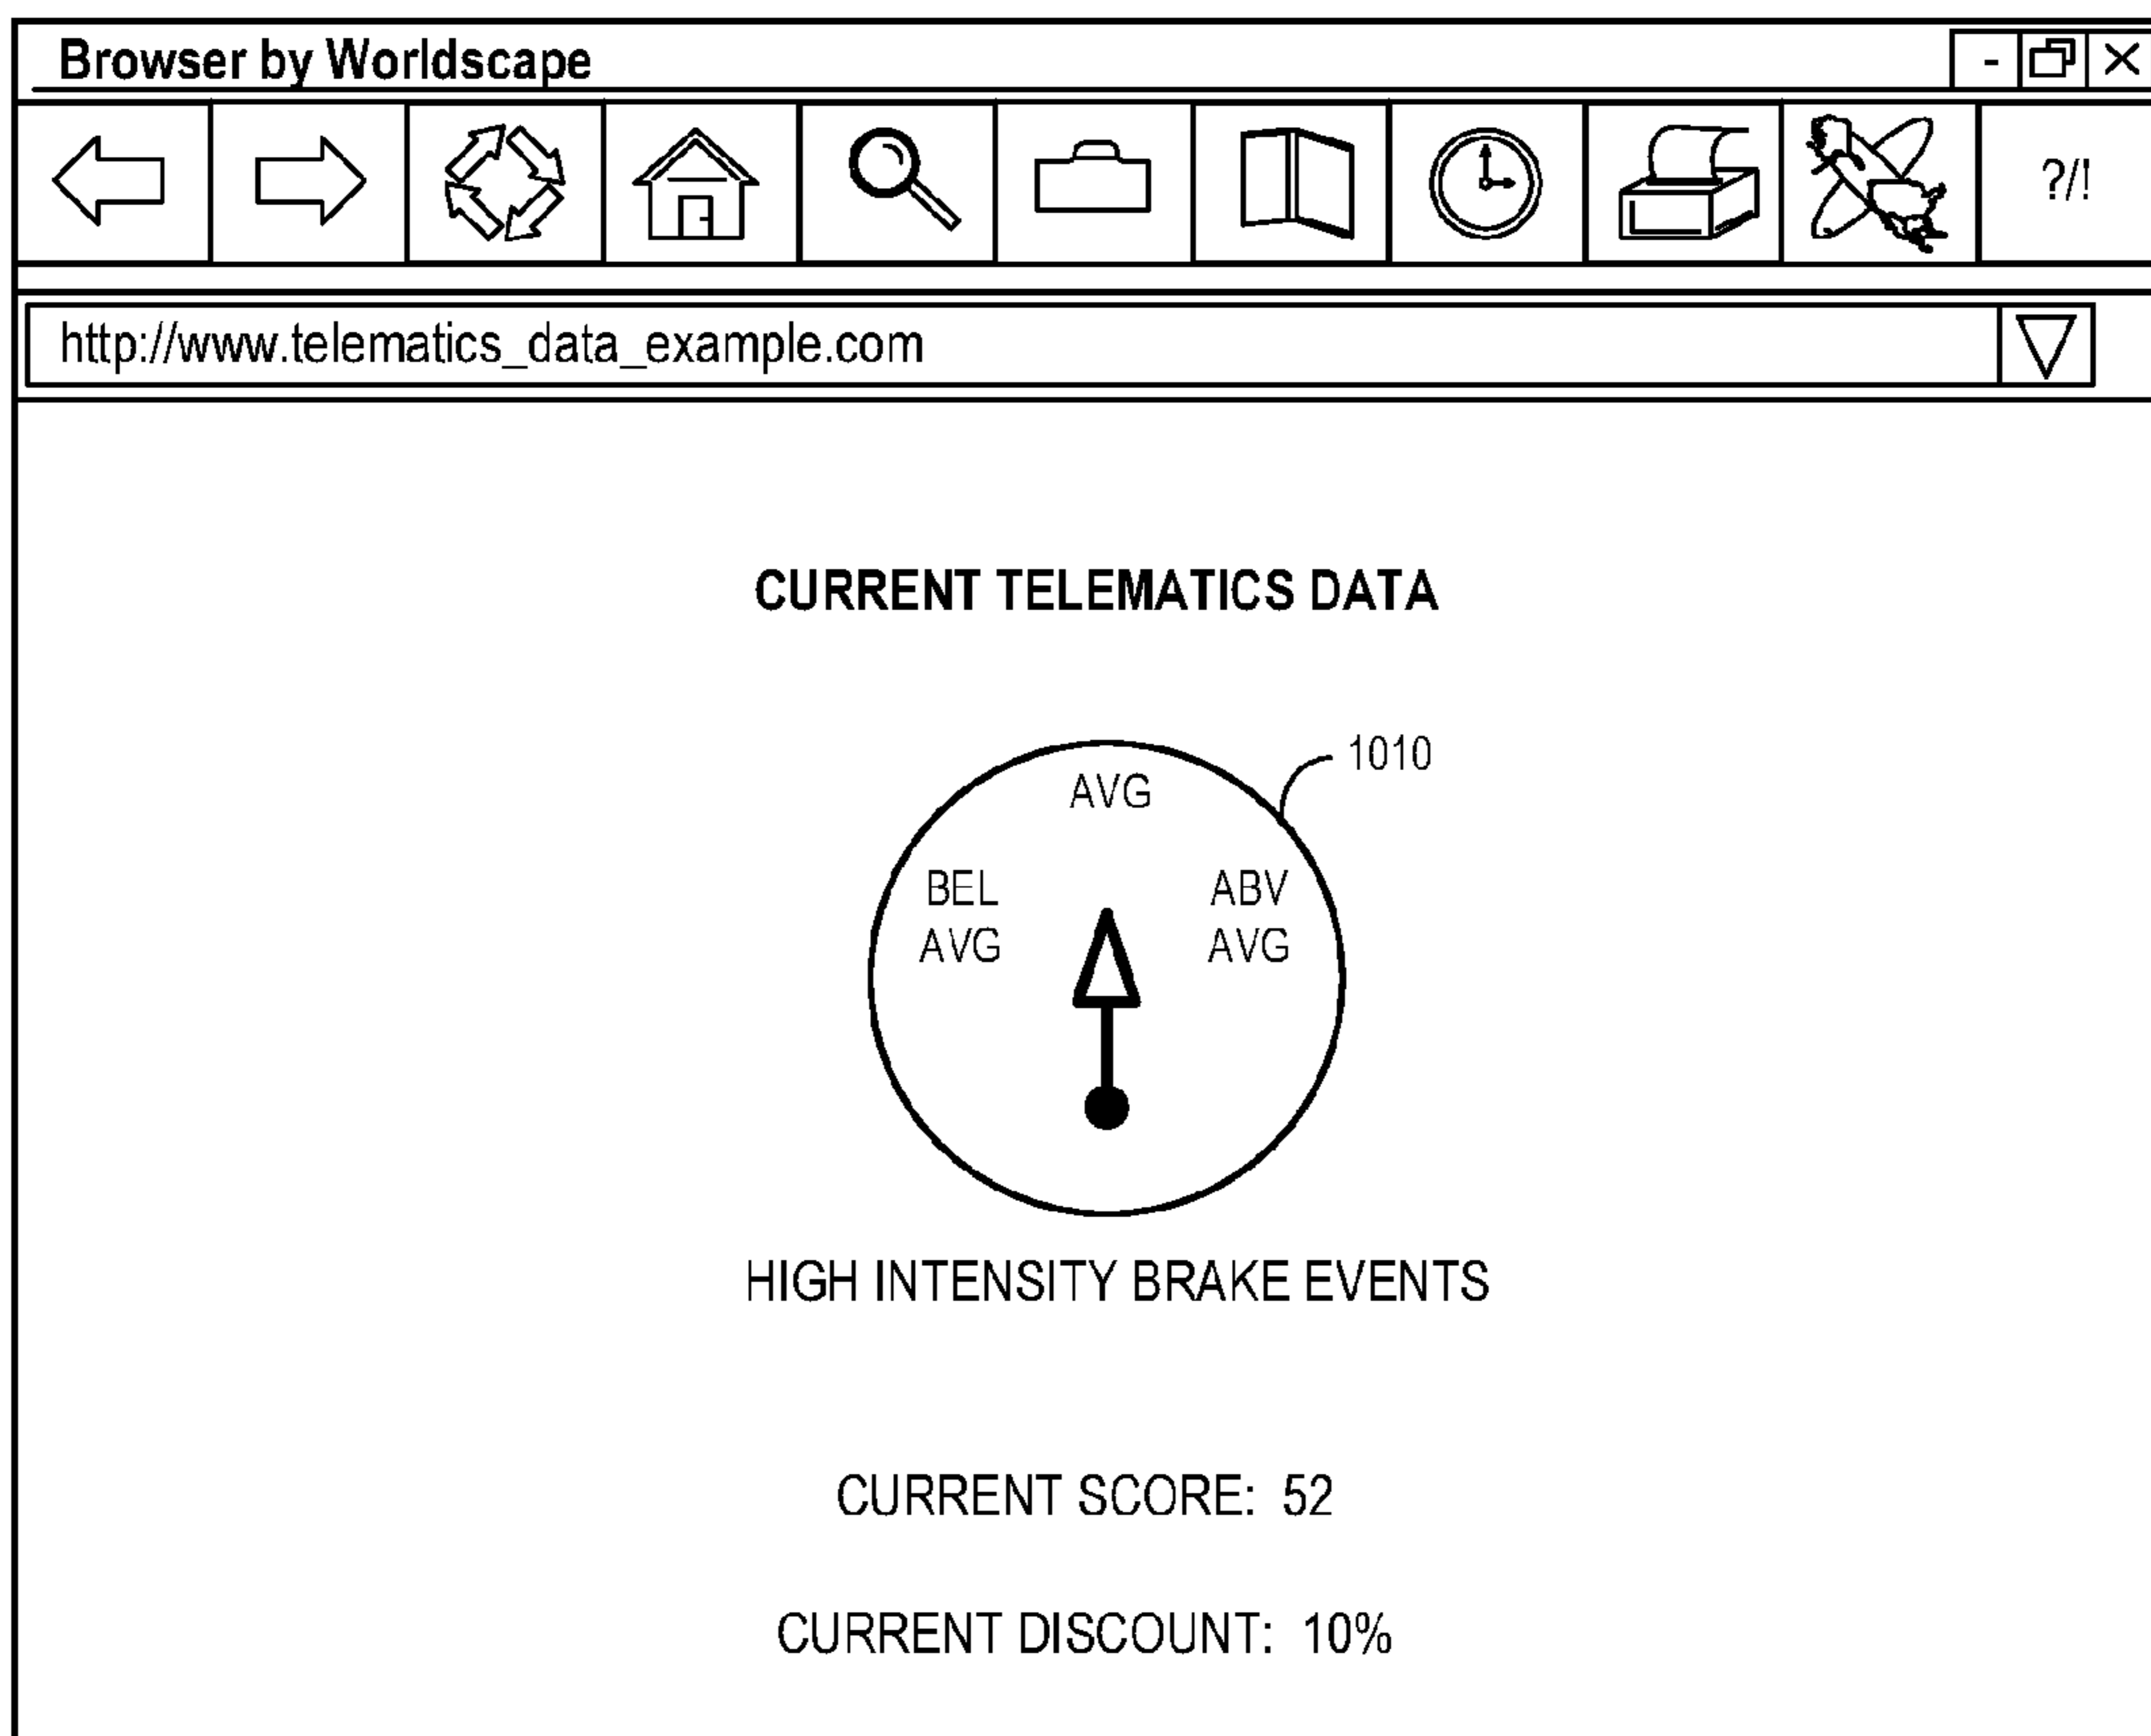 Browser by Worldscape
?/!
http://www.telematics_data_example.com
CURRENT TELEMATICS DATA
1010
AVG
BEL
AVG
ABV
AVG
HIGH INTENSITY BRAKE EVENTS
CURRENT SCORE: 52
CURRENT DISCOUNT: 10%